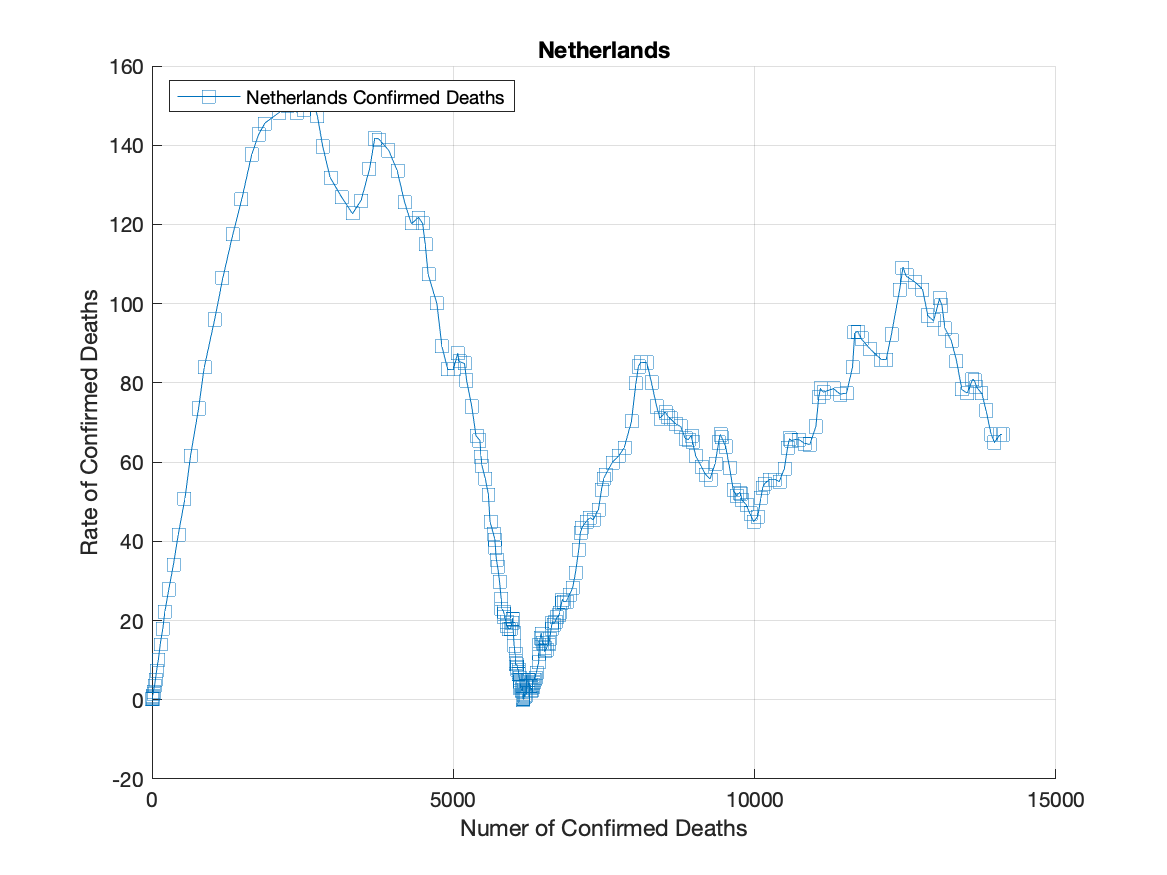 Netherlands
160
Netherlands Confirmed Deaths
140
120
100
80
60
40
20
0
-20
Rate of Confirmed Deaths
0 5000 10000 15000
Numer of Confirmed Deaths